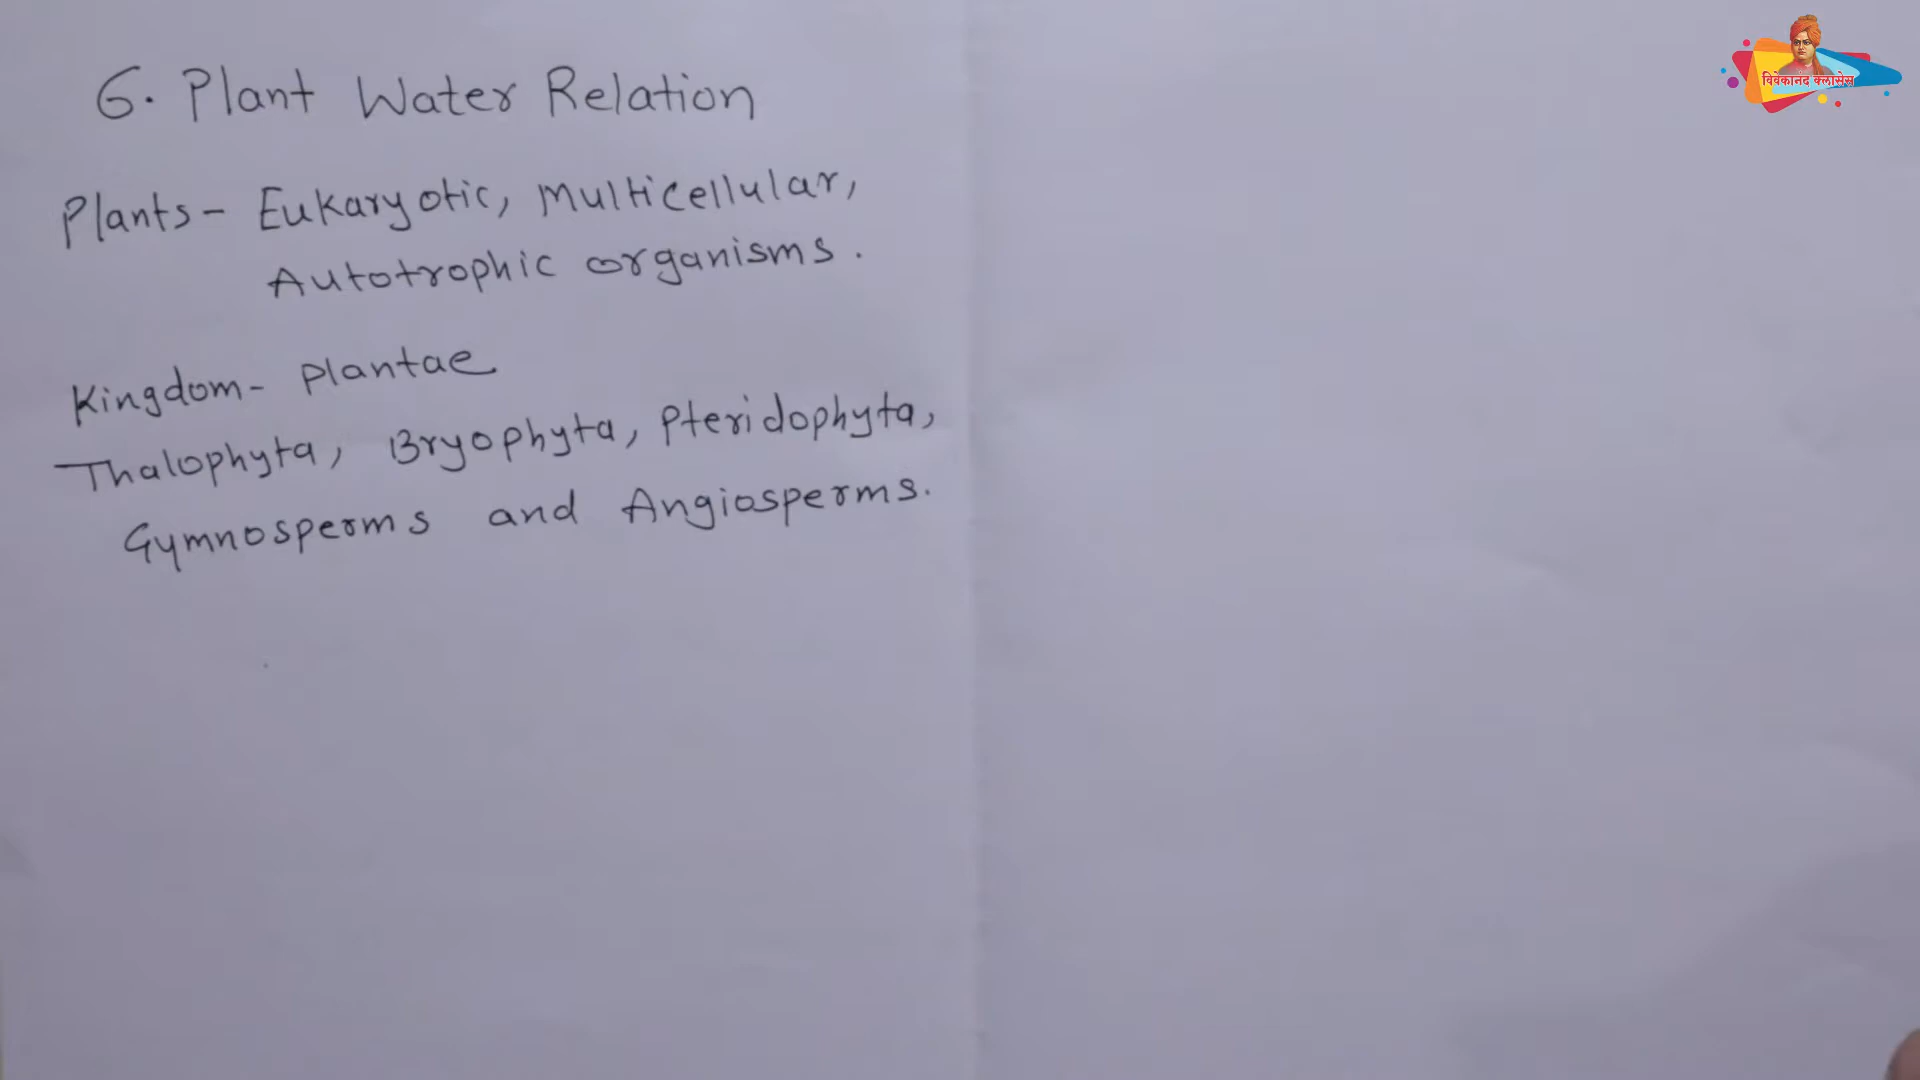 6. Plant Water Relation
Plants - Eukaryotic, Multicellular,
Autotrophic organisms.
Kingdom - Plantae
Thalophyta, Bryophyta, Pteridophyta,
Gymnosperms and Angiosperms.
विवेकानंद क्लासेस